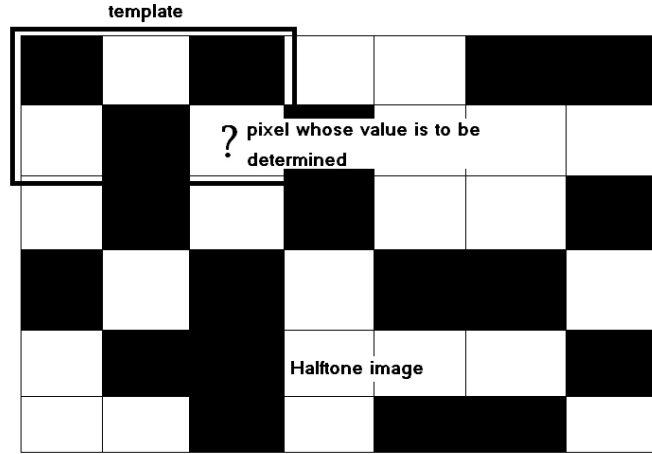 template
? pixel whose value is to be
determined
Halftone image